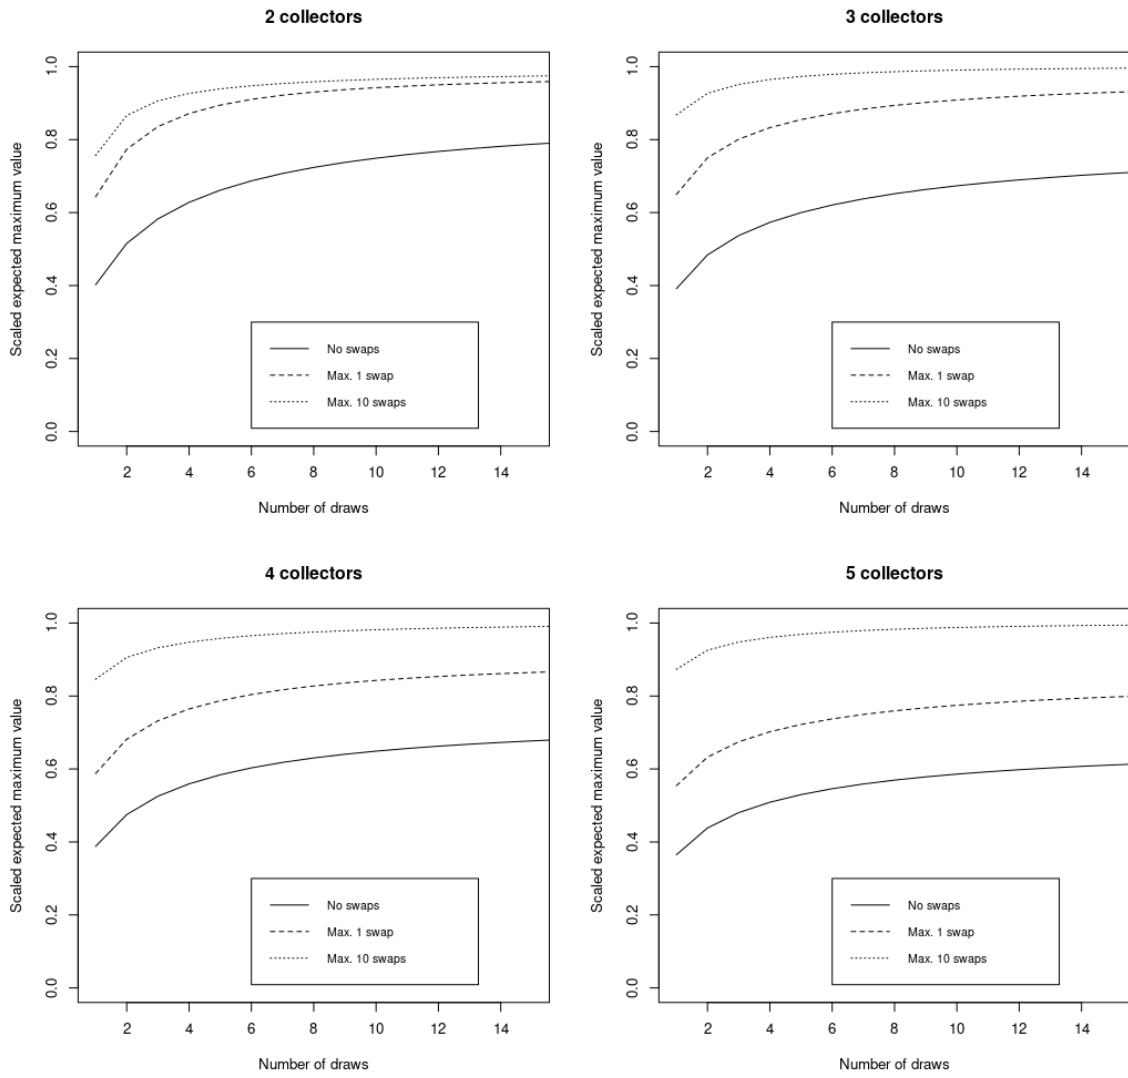 2 collectors
Scaled expected maximum value
1.0
0.8
0.6
0.4
0.2
0.0
No swaps
Max. 1 swap
Max. 10 swaps
2 4 6 8 10 12 14
Number of draws
3 collectors
Scaled expected maximum value
1.0
0.8
0.6
0.4
0.2
0.0
No swaps
Max. 1 swap
Max. 10 swaps
2 4 6 8 10 12 14
Number of draws
4 collectors
Scaled expected maximum value
1.0
0.8
0.6
0.4
0.2
0.0
No swaps
Max. 1 swap
Max. 10 swaps
2 4 6 8 10 12 14
Number of draws
5 collectors
Scaled expected maximum value
1.0
0.8
0.6
0.4
0.2
0.0
No swaps
Max. 1 swap
Max. 10 swaps
2 4 6 8 10 12 14
Number of draws